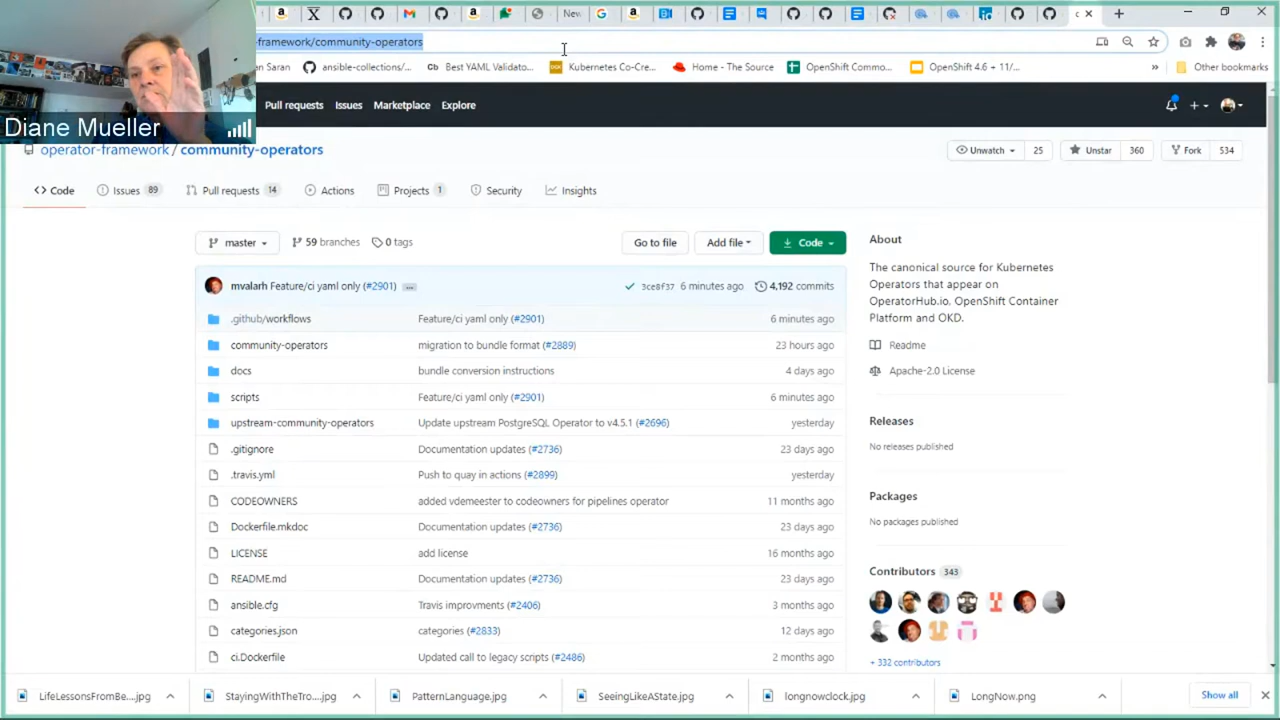 New
-framework/community-operators
en Saran
ansible-collections/...
Cb Best YAML Validato...
Kubernetes Co-Cre...
Home - The Source
OpenShift Commo...
OpenShift 4.6 + 11/...
»
Other bookmarks
Diane Mueller
Pull requests
Issues
Marketplace
Explore
operator-framework / community-operators
Unwatch 25
Unstar 360
Fork 534
<> Code
Issues 89
Pull requests 14
Actions
Projects 1
Security
Insights
master
59 branches
0 tags
Go to file
Add file
Code
mvalarh Feature/ci yaml only (#2901) ... 3ce8f37 6 minutes ago 4,192 commits
.github/workflows Feature/ci yaml only (#2901) 6 minutes ago
community-operators migration to bundle format (#2889) 23 hours ago
docs bundle conversion instructions 4 days ago
scripts Feature/ci yaml only (#2901) 6 minutes ago
upstream-community-operators Update upstream PostgreSQL Operator to v4.5.1 (#2696) yesterday
.gitignore Documentation updates (#2736) 23 days ago
.travis.yml Push to quay in actions (#2899) yesterday
CODEOWNERS added vdemeester to codeowners for pipelines operator 11 months ago
Dockerfile.mkdoc Documentation updates (#2736) 23 days ago
LICENSE add license 16 months ago
README.md Documentation updates (#2736) 23 days ago
ansible.cfg Travis improvments (#2406) 3 months ago
categories.json categories (#2833) 12 days ago
ci.Dockerfile Updated call to legacy scripts (#2486) 2 months ago
About
The canonical source for Kubernetes
Operators that appear on
OperatorHub.io. OpenShift Container
Platform and OKD.
Readme
Apache-2.0 License
Releases
No releases published
Packages
No packages published
Contributors 343
+ 332 contributors
LifeLessonsFromBe....jpg
StayingWithTheTro....jpg
PatternLanguage.jpg
SeeingLikeAState.jpg
longnowclock.jpg
LongNow.png
Show all